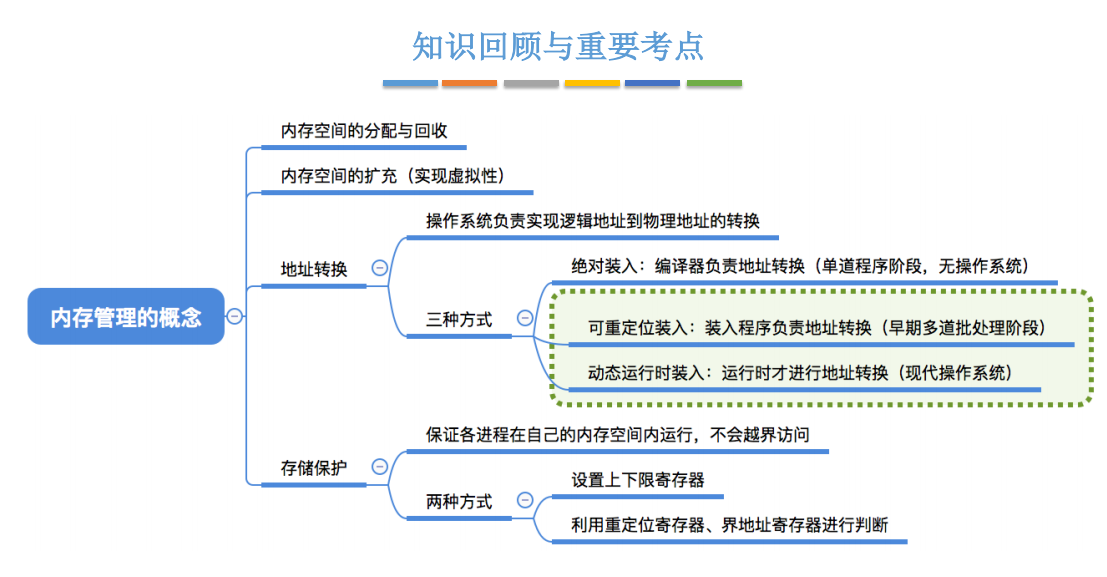 知识回顾与重要考点
内存空间的分配与回收
内存空间的扩充（实现虚拟性）
操作系统负责实现逻辑地址到物理地址的转换
地址转换
绝对装入：编译器负责地址转换（单道程序阶段，无操作系统）
三种方式
可重定位装入：装入程序负责地址转换（早期多道批处理阶段）
动态运行时装入：运行时才进行地址转换（现代操作系统）
内存管理的概念
保证各进程在自己的内存空间内运行，不会越界访问
存储保护
设置上下限寄存器
两种方式
利用重定位寄存器、界地址寄存器进行判断